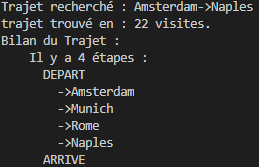 Trajet recherché : Amsterdam->Naples
trajet trouvé en : 22 visites.
Bilan du Trajet :
Il y a 4 étapes :
DEPART
->Amsterdam
->Munich
->Rome
->Naples
ARRIVE